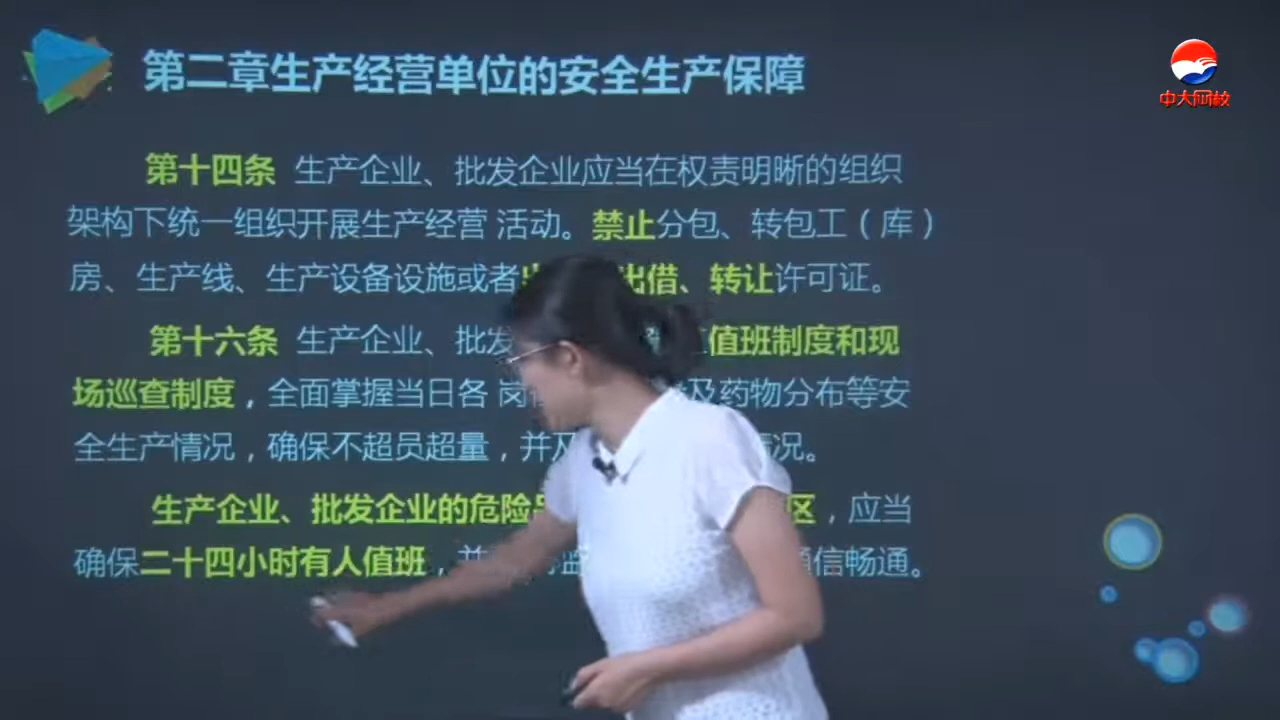 第二章生产经营单位的安全生产保障
中大网校
第十四条 生产企业、批发企业应当在权责明晰的组织
架构下统一组织开展生产经营 活动。禁止分包、转包工（库）
房、生产线、生产设备设施或者出 出借、转让许可证。
第十六条 生产企业、批发 值班制度和现
场巡查制度，全面掌握当日各 岗 及药物分布等安
全生产情况，确保不超员超量，并及 情况。
生产企业、批发企业的危险品 区，应当
确保二十四小时有人值班，并 监 通信畅通。